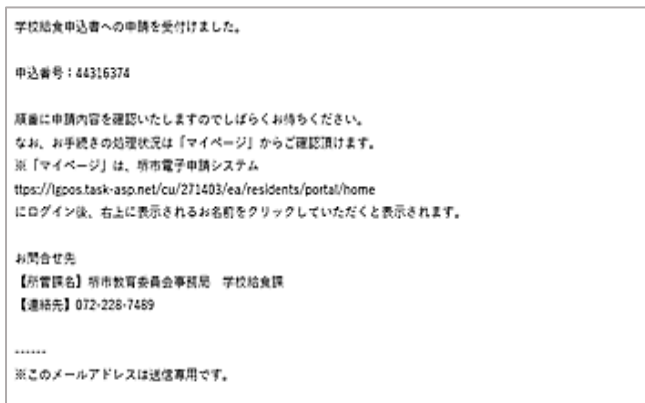 学校給食申込書への申請を受付けました。
申込番号：44316374
順番に申請内容を確認いたしますのでしばらくお待ちください。
なお、お手続きの処理状況は「マイページ」からご確認頂けます。
※「マイページ」は、堺市電子申請システム
ttps://lgpos.task-asp.net/cu/271403/ea/residents/portal/home
にログイン後、右上に表示されるお名前をクリックしていただくと表示されます。
お問合せ先
【所管課名】堺市教育委員会事務局　学校給食課
【連絡先】072-228-7489
------
※このメールアドレスは送信専用です。